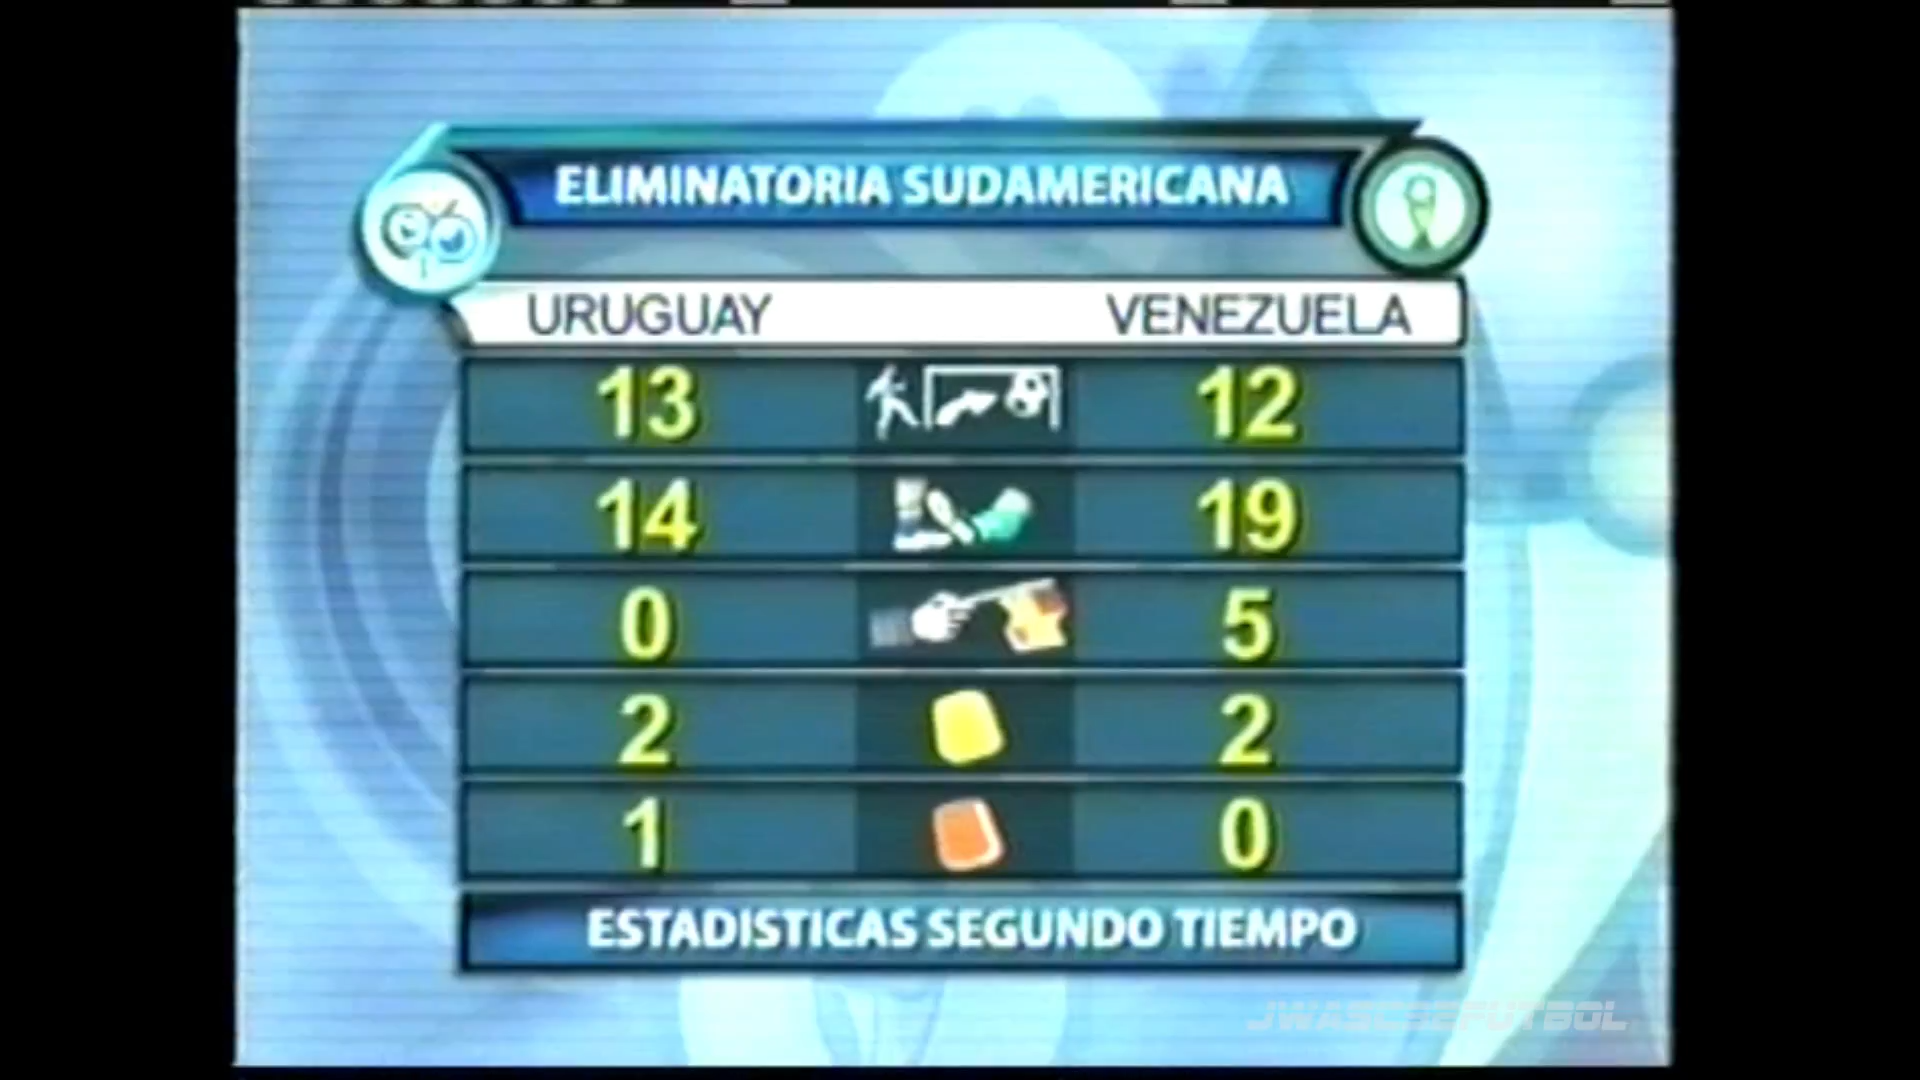 ELIMINATORIA SUDAMERICANA
URUGUAY VENEZUELA
13 12
14 19
0 5
2 2
1 0
ESTADISTICAS SEGUNDO TIEMPO